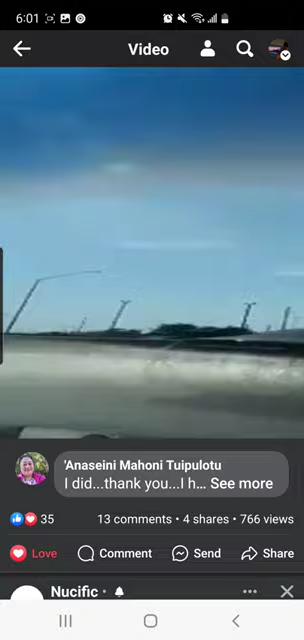 6:01
Video
'Anaseini Mahoni Tuipulotu
I did...thank you...I h... See more
35
13 comments • 4 shares • 766 views
Love
Comment
Send
Share
Nucific •